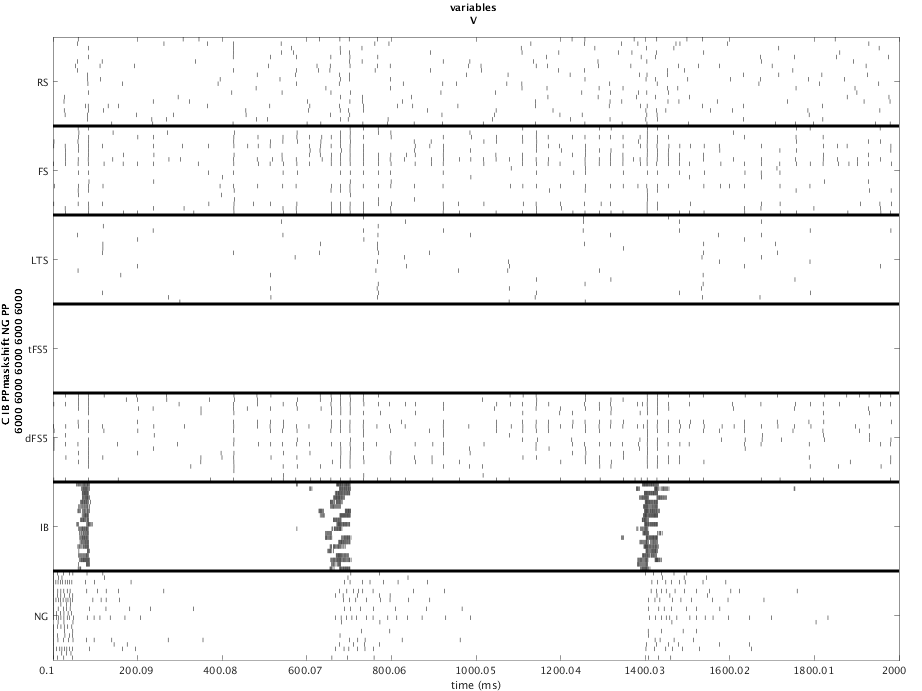 variables
V
RS
FS
LTS
tFS5
dFS5
IB
NG
C IB PPmaskshift NG PP
6000 6000 6000 6000 6000
0.1 200.09 400.08 600.07 800.06 1000.05 1200.04 1400.03 1600.02 1800.01 2000
time (ms)